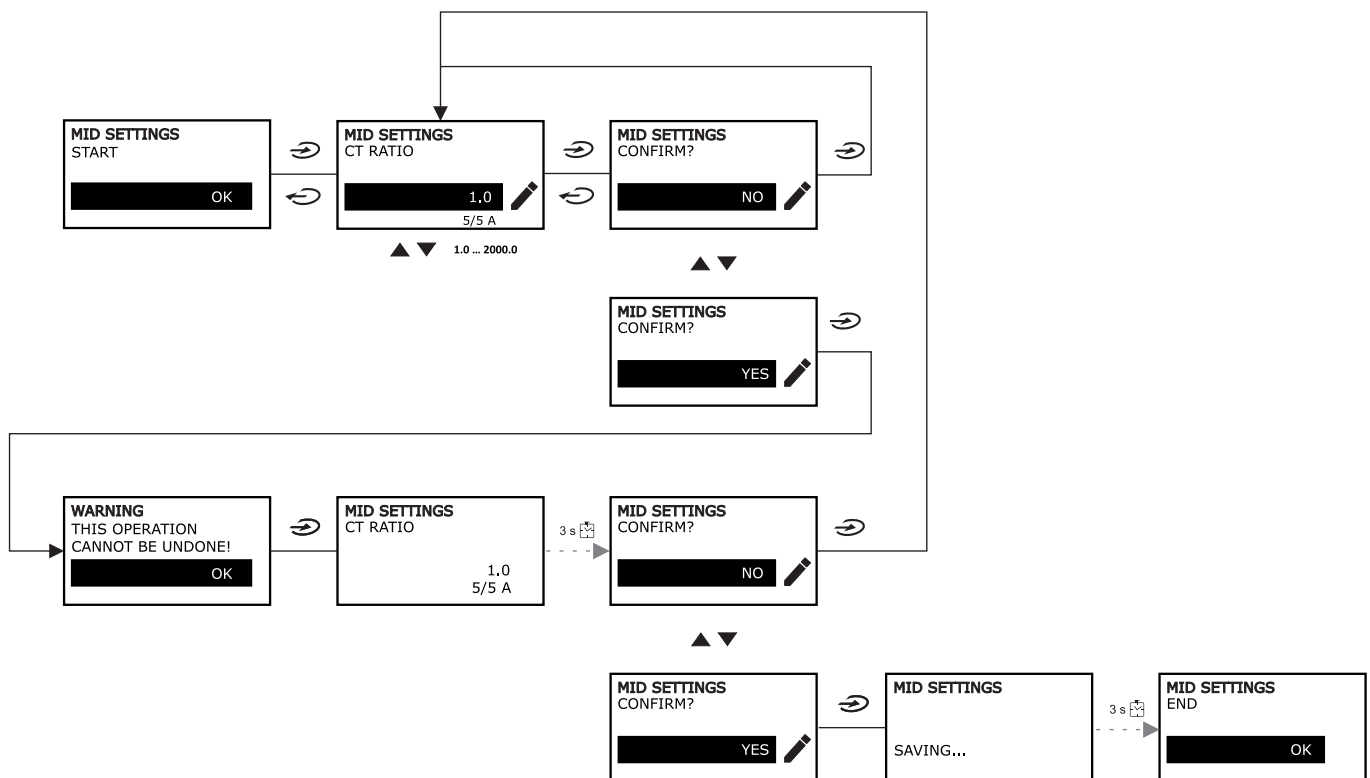 MID SETTINGS
START
OK
MID SETTINGS
CT RATIO
1.0
5/5 A
1.0 ... 2000.0
MID SETTINGS
CONFIRM?
NO
MID SETTINGS
CONFIRM?
YES
WARNING
THIS OPERATION
CANNOT BE UNDONE!
OK
MID SETTINGS
CT RATIO
1.0
5/5 A
3 s
MID SETTINGS
CONFIRM?
NO
MID SETTINGS
CONFIRM?
YES
MID SETTINGS
SAVING...
3 s
MID SETTINGS
END
OK